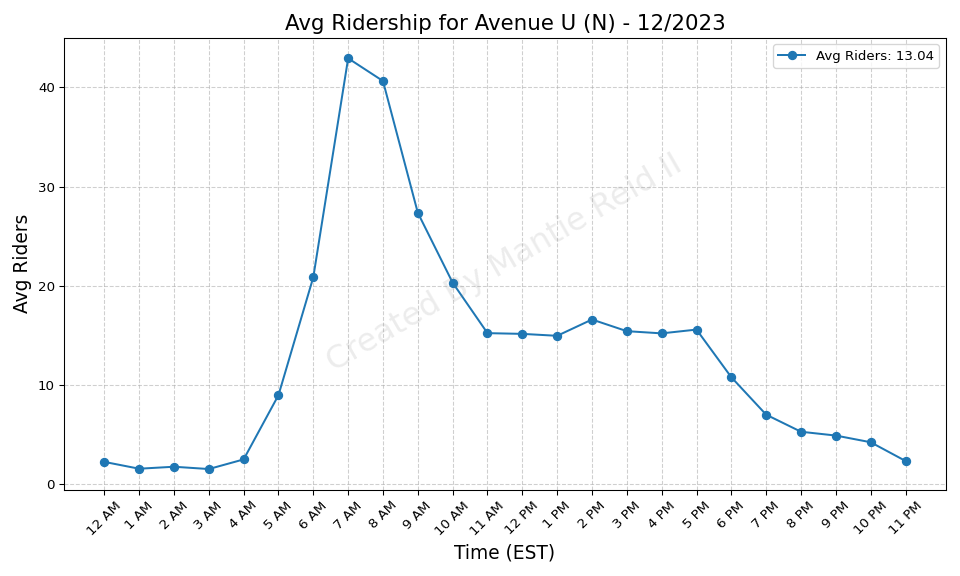 Avg Ridership for Avenue U (N) - 12/2023
Avg Riders: 13.04
Avg Riders
40
30
20
10
0
Created By Mantie Reid II
12 AM
1 AM
2 AM
3 AM
4 AM
5 AM
6 AM
7 AM
8 AM
9 AM
10 AM
11 AM
12 PM
1 PM
2 PM
3 PM
4 PM
5 PM
6 PM
7 PM
8 PM
9 PM
10 PM
11 PM
Time (EST)